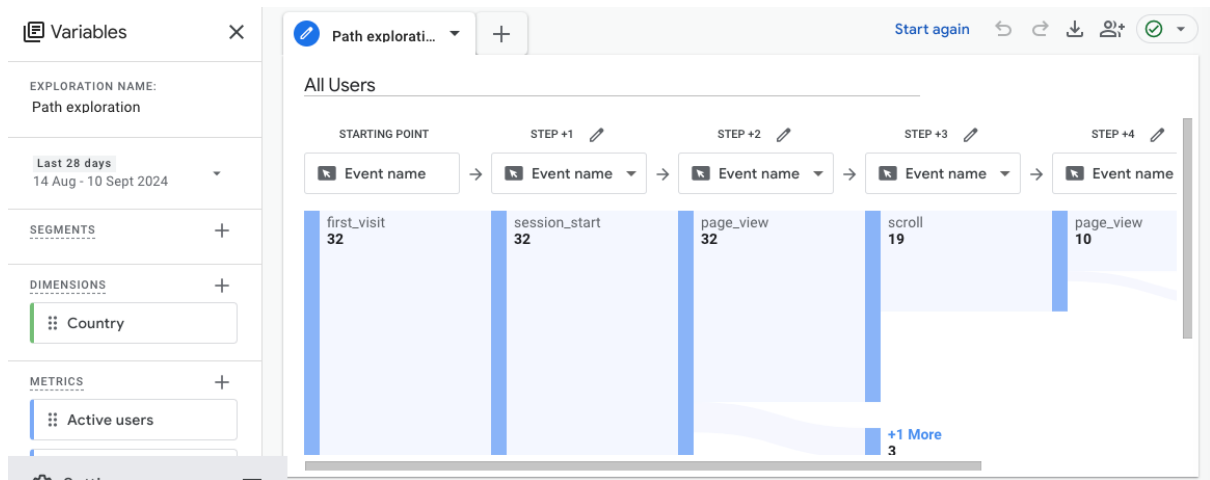 Variables
EXPLORATION NAME:
Path exploration
Last 28 days
14 Aug - 10 Sept 2024
SEGMENTS
DIMENSIONS
Country
METRICS
Active users
Path explorati...
Start again
All Users
STARTING POINT
STEP +1
STEP +2
STEP +3
STEP +4
Event name
Event name
Event name
Event name
Event name
first_visit
32
session_start
32
page_view
32
scroll
19
page_view
10
+1 More
3